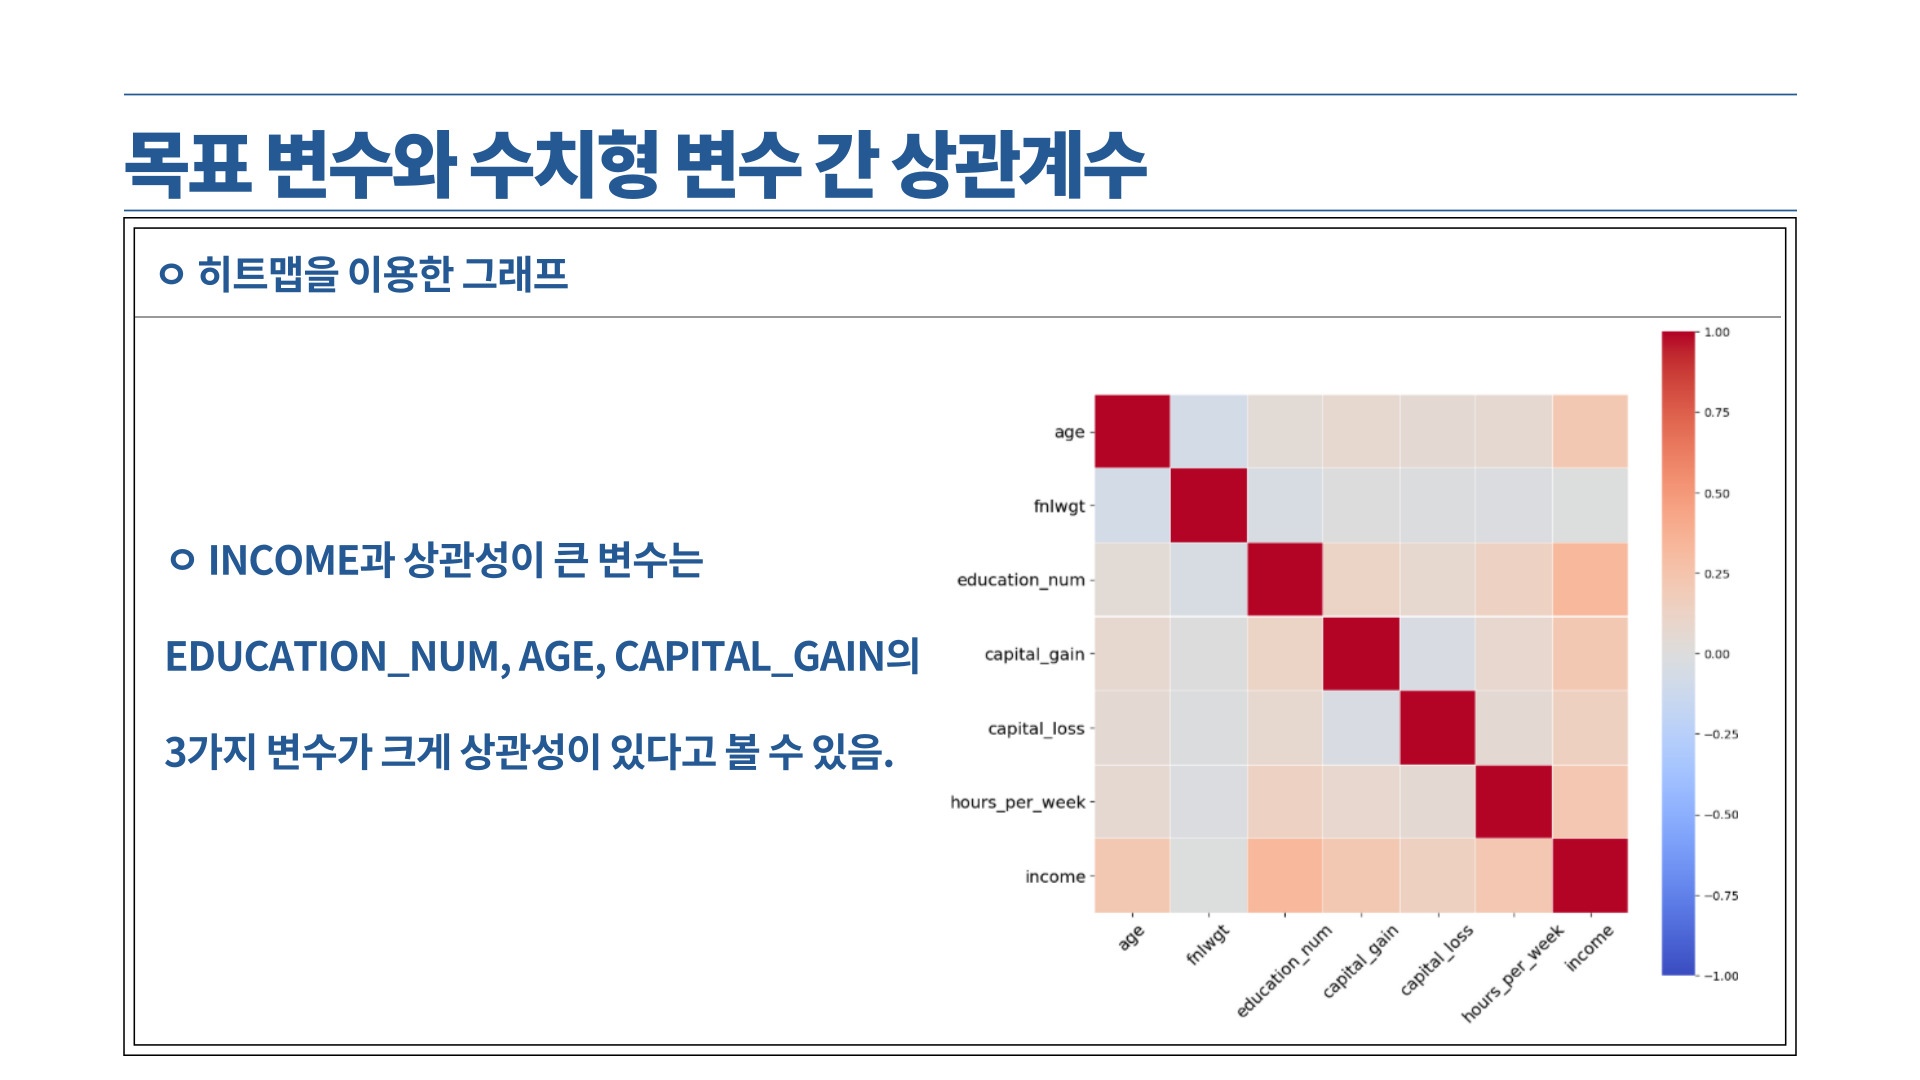 목표 변수와 수치형 변수 간 상관계수
ㅇ 히트맵을 이용한 그래프
ㅇ INCOME과 상관성이 큰 변수는
EDUCATION_NUM, AGE, CAPITAL_GAIN의
3가지 변수가 크게 상관성이 있다고 볼 수 있음.
age
fnlwgt
education_num
capital_gain
capital_loss
hours_per_week
income
age
fnlwgt
education_num
capital_gain
capital_loss
hours_per_week
income
1.00
0.75
0.50
0.25
0.00
−0.25
−0.50
−0.75
−1.00